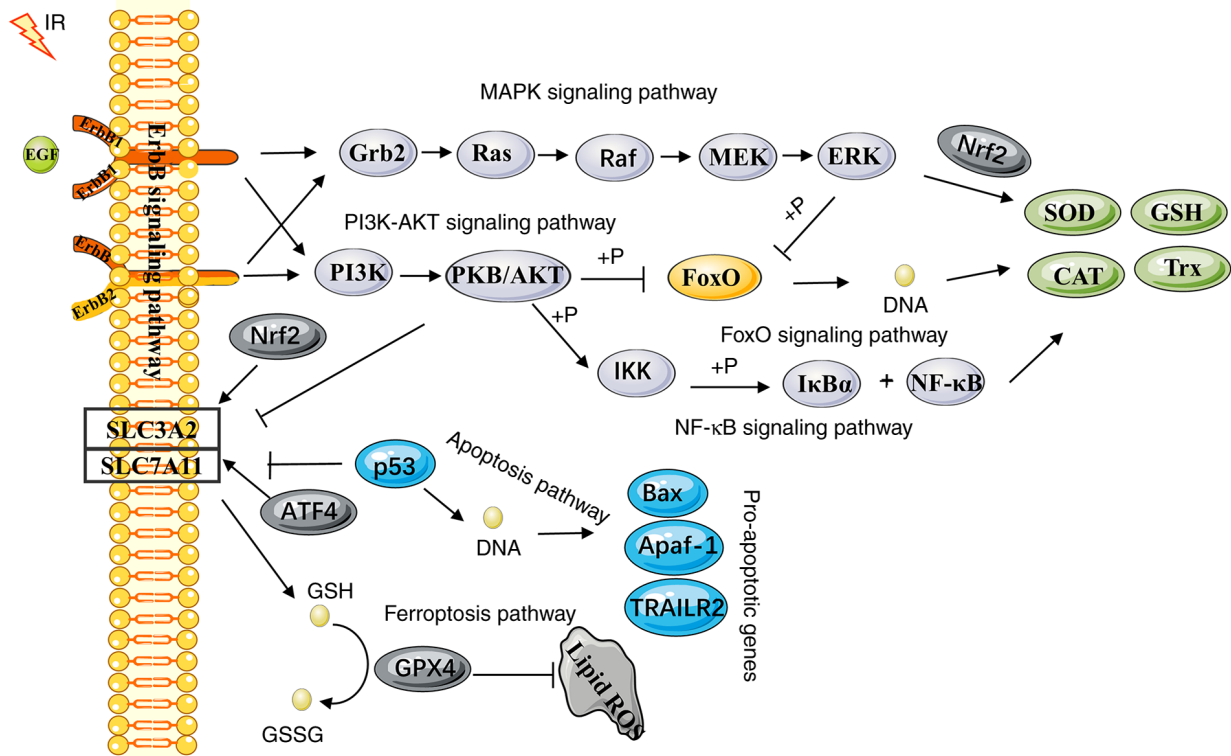 IR
MAPK signaling pathway
ErbB1
EGF
ErbB1
ErbB signaling pathway
Grb2
Ras
Raf
MEK
ERK
Nrf2
+P
SOD
GSH
PI3K-AKT signaling pathway
ErbB
ErbB2
PI3K
PKB/AKT
+P
FoxO
DNA
CAT
Trx
Nrf2
+P
FoxO signaling pathway
IKK
+P
IκBα
+
NF-κB
NF-κB signaling pathway
SLC3A2
SLC7A11
p53
ATF4
Apoptosis pathway
DNA
Bax
Apaf-1
TRAILR2
Pro-apoptotic genes
GSH
Ferroptosis pathway
GPX4
Lipid ROS
GSSG